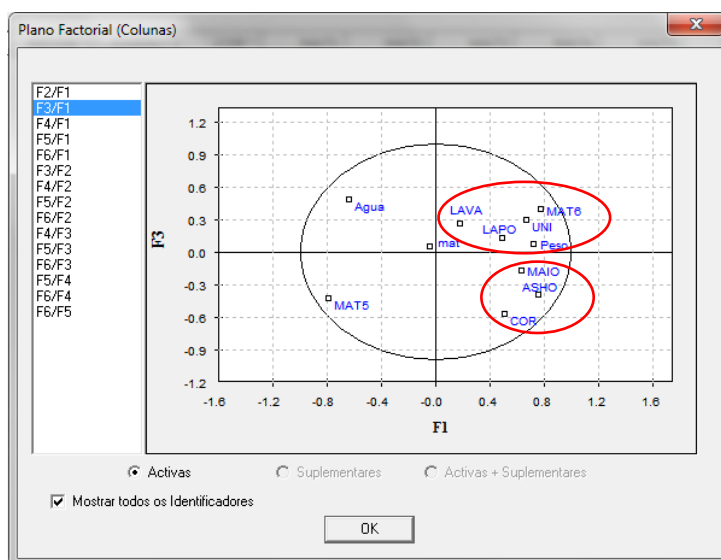 Plano Factorial (Colunas)
F2/F1
F3/F1
F4/F1
F5/F1
F6/F1
F3/F2
F4/F2
F5/F2
F6/F2
F4/F3
F5/F3
F6/F3
F5/F4
F6/F4
F6/F5
F3
1.2
0.9
0.6
0.3
0.0
-0.3
-0.6
-0.9
-1.2
Agua
LAVA
MAT6
UNI
LAPO
mat
Peso
MAIO
ASHO
MAT5
COR
-1.6 -0.8 -0.4 -0.0 0.4 0.8 1.2 1.6
F1
Activas Suplementares Activas + Suplementares
Mostrar todos os Identificadores
OK